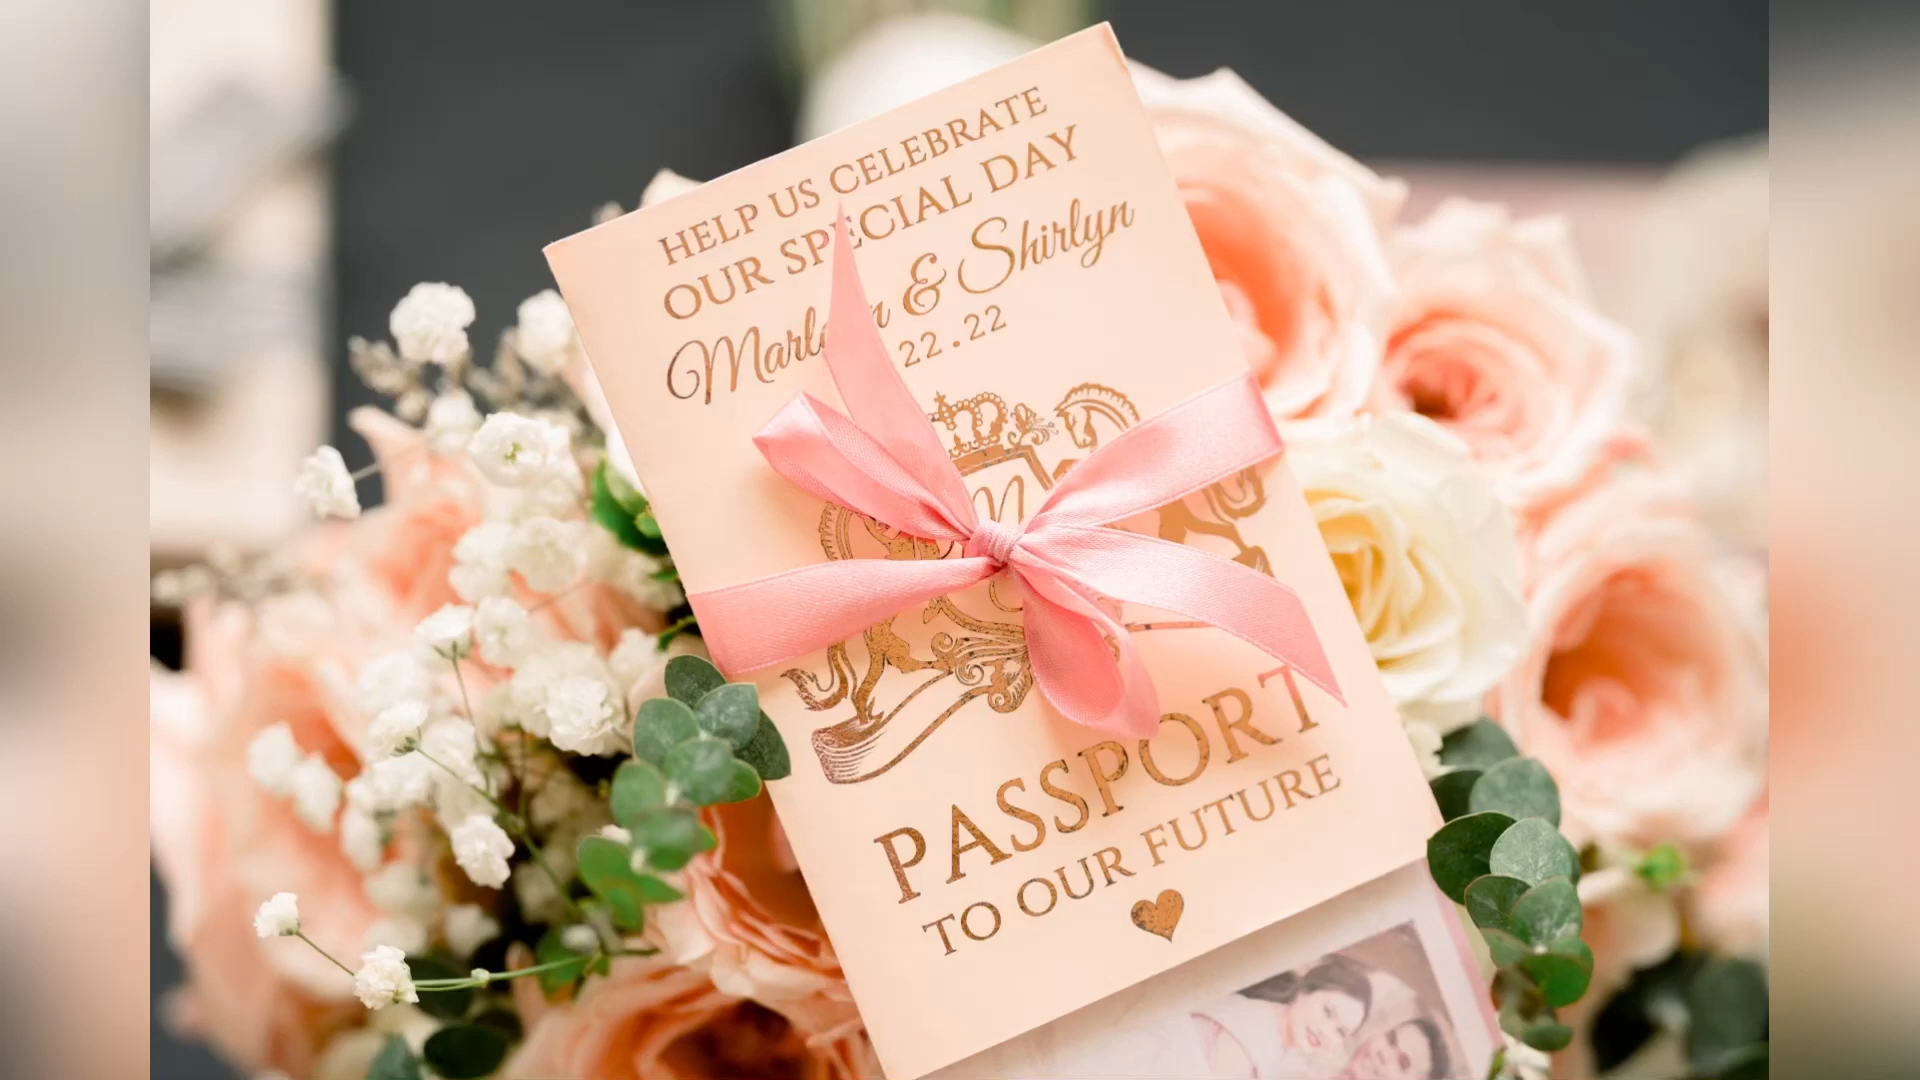 HELP US CELEBRATE
OUR SPECIAL DAY
& Shirlyn
22.22
PASSPORT
TO OUR FUTURE